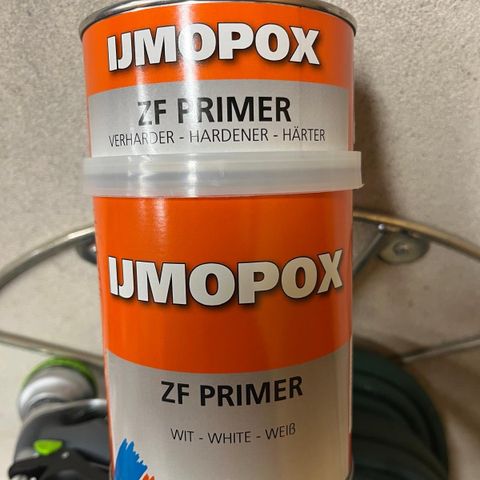 IJMOPOX
ZF PRIMER
VERHARDER - HARDENER - HÄRTER
IJMOPOX
ZF PRIMER
WIT - WHITE - WEIß